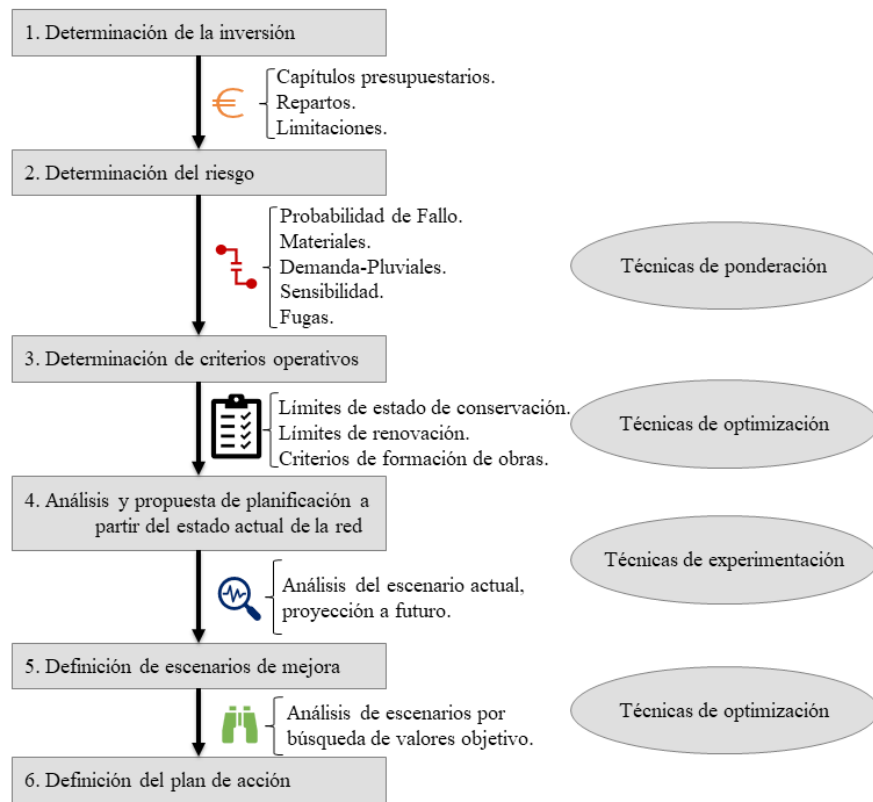 1. Determinación de la inversión
€
Capítulos presupuestarios.
Repartos.
Limitaciones.
2. Determinación del riesgo
Probabilidad de Fallo.
Materiales.
Demanda-Pluviales.
Sensibilidad.
Fugas.
Técnicas de ponderación
3. Determinación de criterios operativos
Límites de estado de conservación.
Límites de renovación.
Criterios de formación de obras.
Técnicas de optimización
4. Análisis y propuesta de planificación a
partir del estado actual de la red
Técnicas de experimentación
Análisis del escenario actual,
proyección a futuro.
5. Definición de escenarios de mejora
Análisis de escenarios por
búsqueda de valores objetivo.
Técnicas de optimización
6. Definición del plan de acción